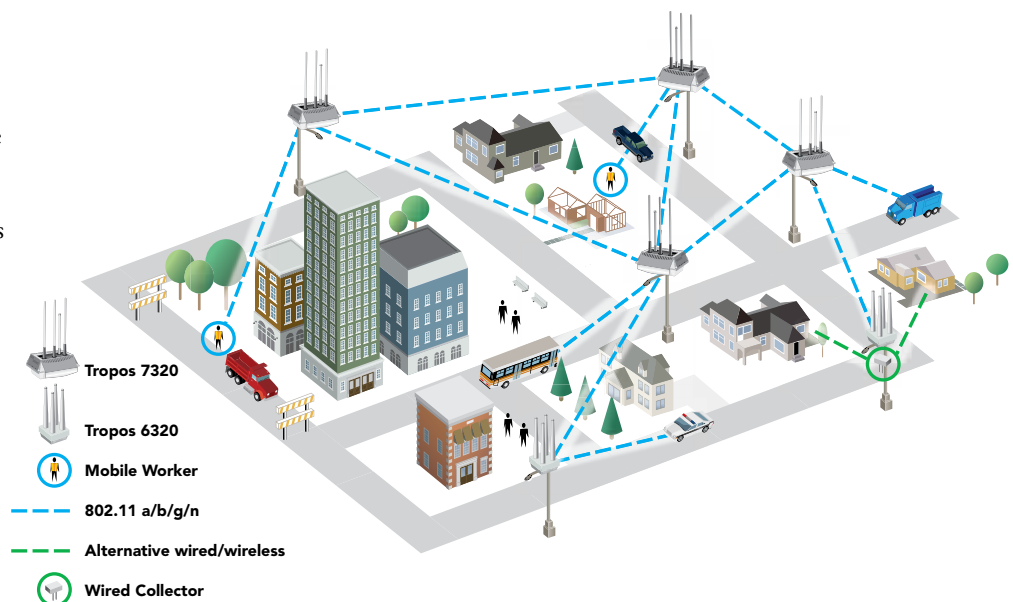 s
Tropos 7320
Tropos 6320
Mobile Worker
802.11 a/b/g/n
Alternative wired/wireless
Wired Collector